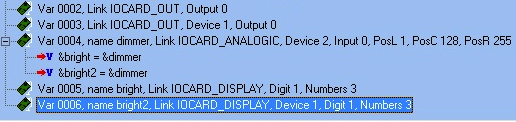 Var 0002, Link IOCARD_OUT, Output 0
Var 0003, Link IOCARD_OUT, Device 1, Output 0
Var 0004, name dimmer, Link IOCARD_ANALOGIC, Device 2, Input 0, PosL 1, PosC 128, PosR 255
V &bright = &dimmer
V &bright2 = &dimmer
Var 0005, name bright, Link IOCARD_DISPLAY, Digit 1, Numbers 3
Var 0006, name bright2, Link IOCARD_DISPLAY, Device 1, Digit 1, Numbers 3